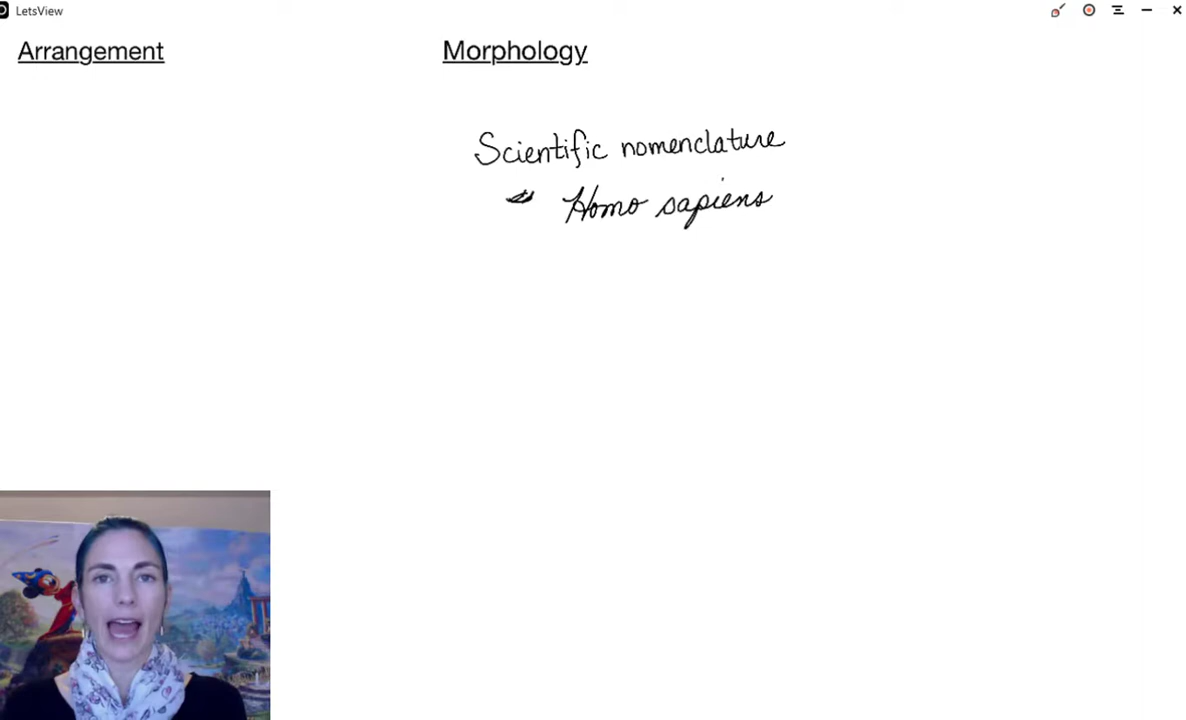 LetsView
Arrangement
Morphology
Scientific nomenclature
Homo sapiens